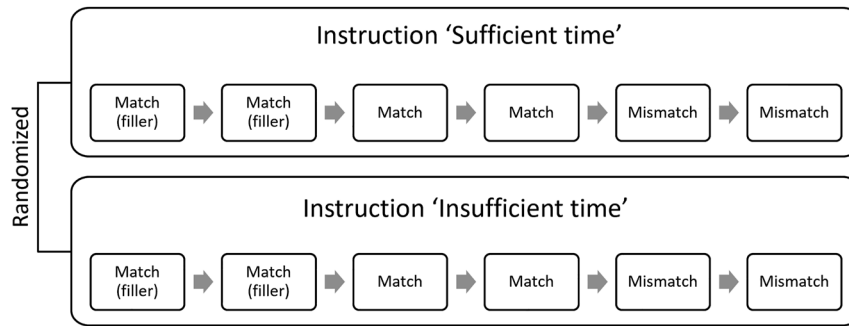 Randomized
Instruction ‘Sufficient time’
Match
(filler)
Match
(filler)
Match
Match
Mismatch
Mismatch
Instruction ‘Insufficient time’
Match
(filler)
Match
(filler)
Match
Match
Mismatch
Mismatch